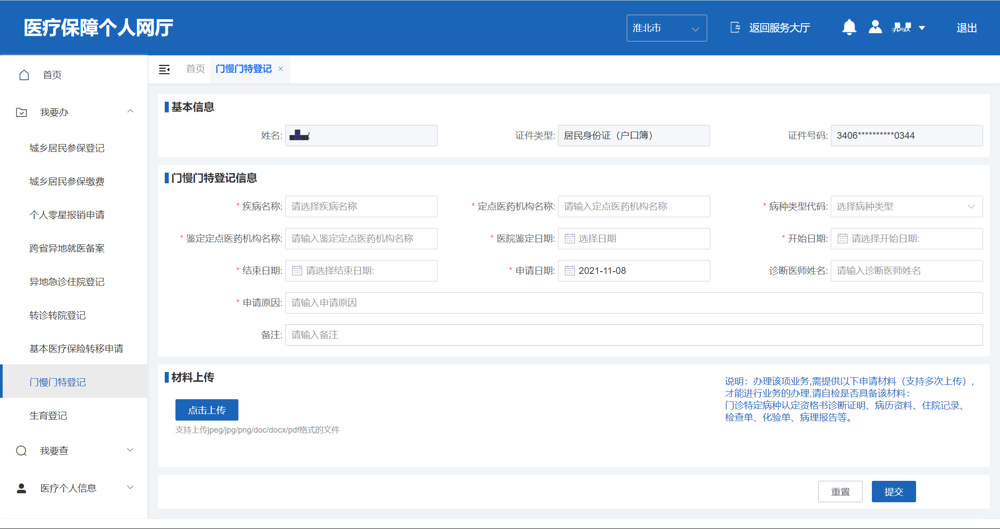 医疗保障个人网厅
淮北市
返回服务大厅
退出
首页
我要办
城乡居民参保登记
城乡居民参保缴费
个人零星报销申请
跨省异地就医备案
异地急诊住院登记
转诊转院登记
基本医疗保险转移申请
门慢门特登记
生育登记
我要查
医疗个人信息
首页 门慢门特登记 ×
基本信息
姓名: 证件类型: 居民身份证（户口簿） 证件号码: 3406**********0344
门慢门特登记信息
* 疾病名称: 请选择疾病名称 * 定点医药机构名称: 请输入定点医药机构名称 * 病种类型代码: 选择病种类型
* 鉴定定点医药机构名称: 请输入鉴定定点医药机构名称 * 医院鉴定日期: 选择日期 * 开始日期: 请选择开始日期:
* 结束日期: 请选择结束日期: * 申请日期: 2021-11-08 诊断医师姓名: 请输入诊断医师姓名
* 申请原因: 请输入申请原因
备注: 请输入备注
材料上传
点击上传
支持上传jpeg/jpg/png/doc/docx/pdf格式的文件
说明：办理该项业务,需提供以下申请材料（支持多次上传）,
才能进行业务的办理,请自检是否具备该材料：
门诊特定病种认定资格书诊断证明、病历资料、住院记录、
检查单、化验单、病理报告等。
重置 提交